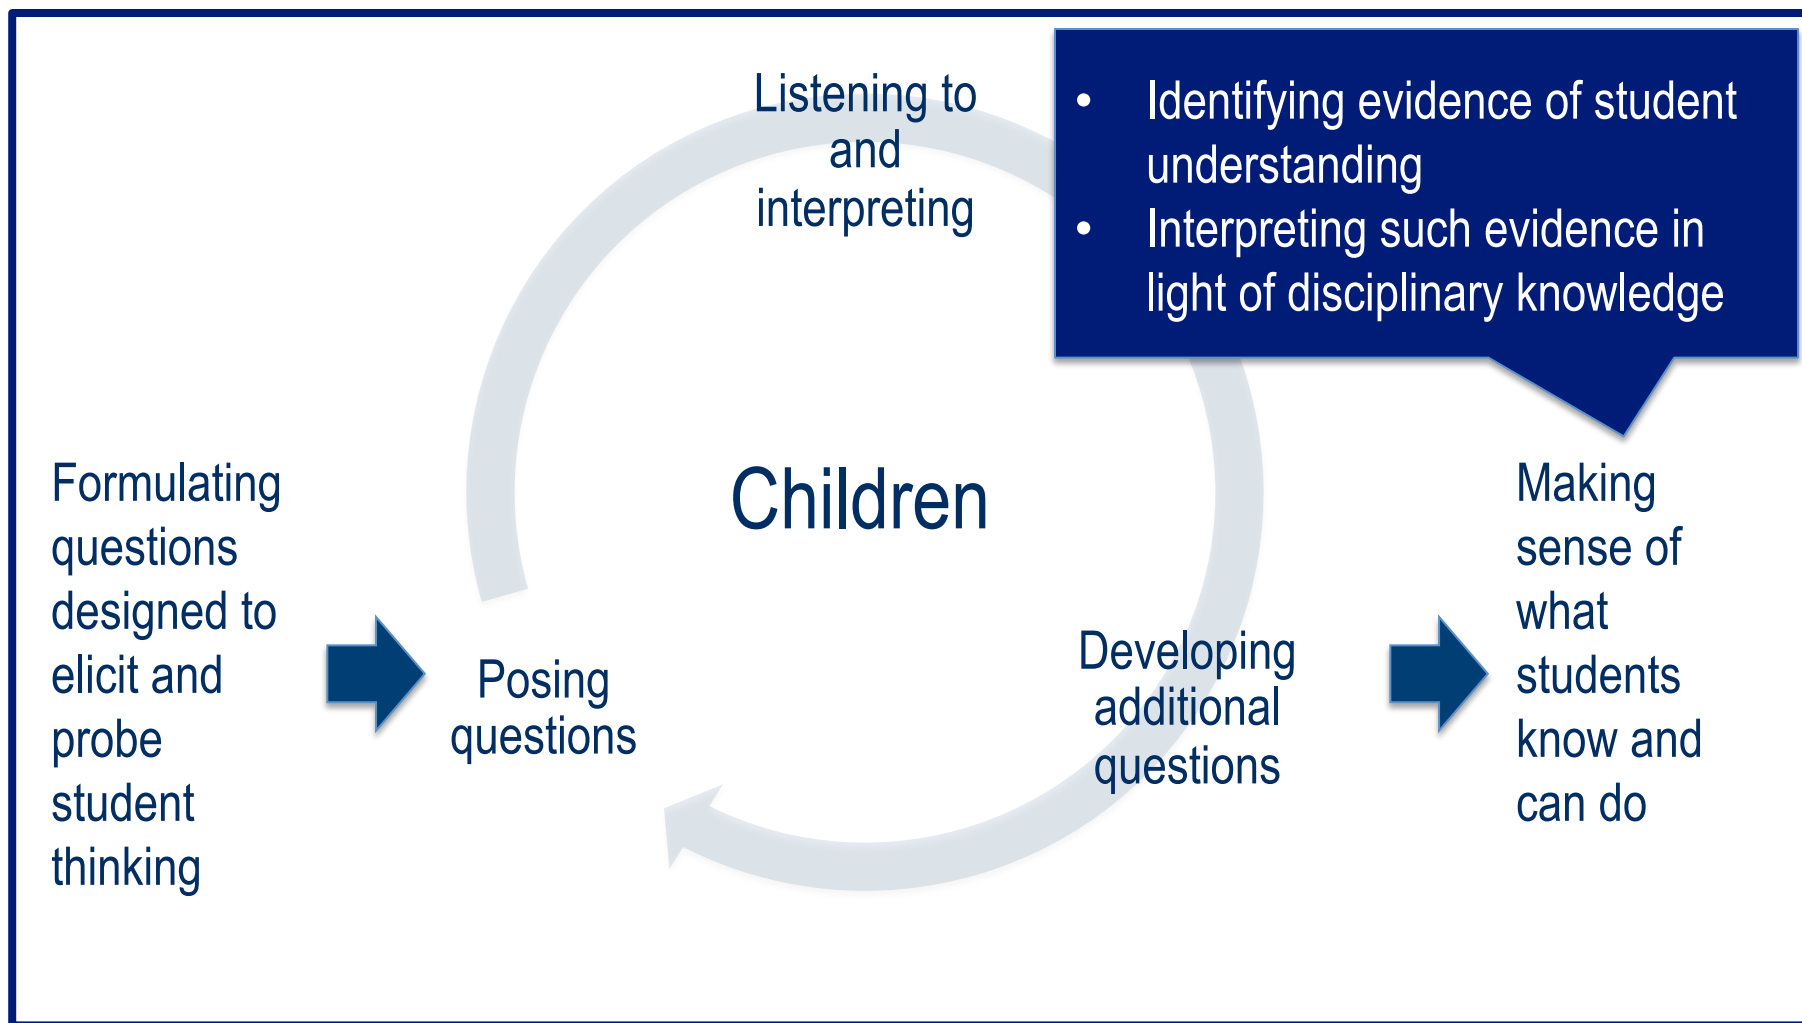 Listening to
and
interpreting
• Identifying evidence of student
understanding
• Interpreting such evidence in
light of disciplinary knowledge
Formulating
questions
designed to
elicit and
probe
student
thinking
Posing
questions
Children
Developing
additional
questions
Making
sense of
what
students
know and
can do